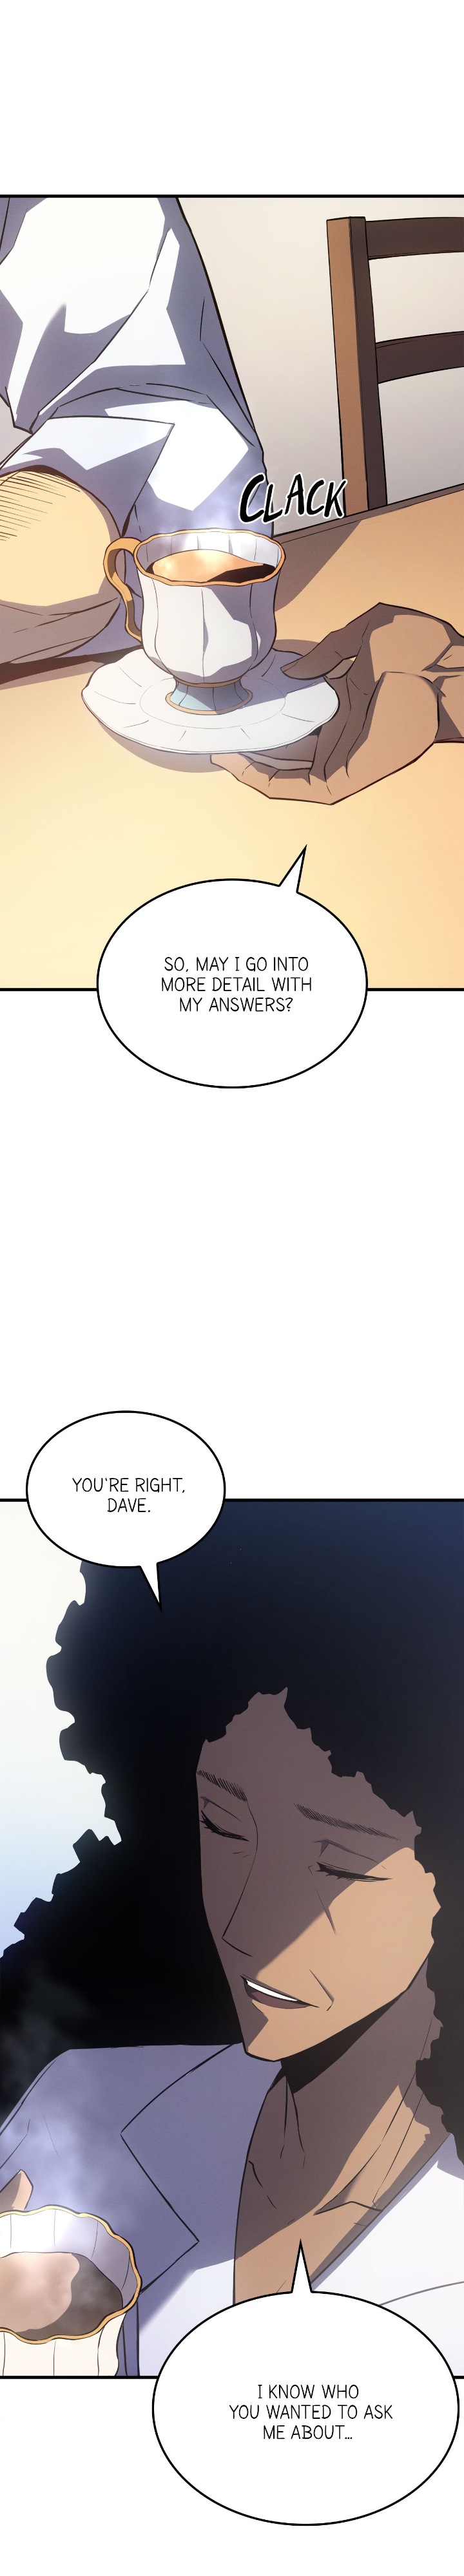 CLACK
SO, MAY I GO INTO
MORE DETAIL WITH
MY ANSWERS?
YOU'RE RIGHT,
DAVE.
I KNOW WHO
YOU WANTED TO ASK
ME ABOUT...